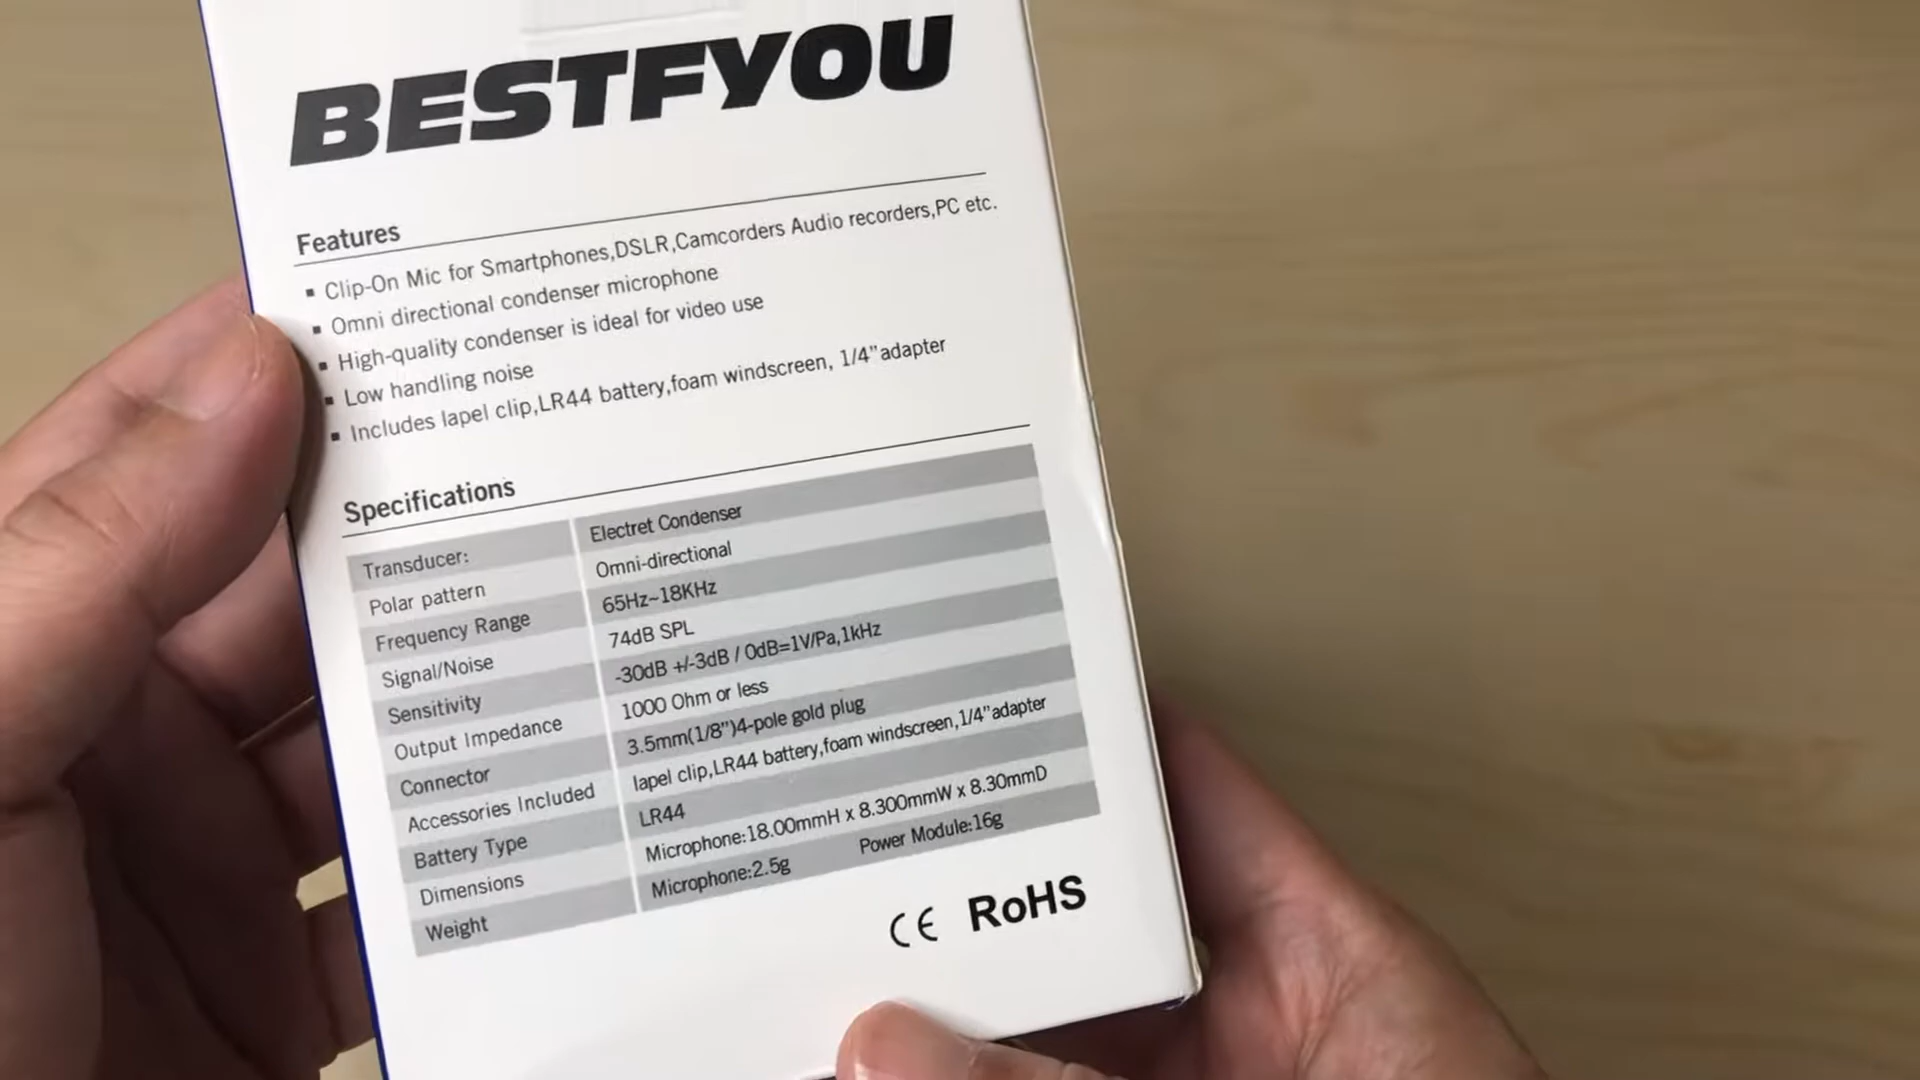 BESTFYOU
Features
▪ Clip-On Mic for Smartphones,DSLR,Camcorders Audio recorders,PC etc.
▪ Omni directional condenser microphone
▪ High-quality condenser is ideal for video use
▪ Low handling noise
▪ Includes lapel clip,LR44 battery,foam windscreen, 1/4"adapter
Specifications
Transducer: Electret Condenser
Polar pattern Omni-directional
Frequency Range 65Hz~18KHz
Signal/Noise 74dB SPL
Sensitivity -30dB +/-3dB / 0dB=1V/Pa,1kHz
Output Impedance 1000 Ohm or less
Connector 3.5mm(1/8")4-pole gold plug
Accessories Included lapel clip,LR44 battery,foam windscreen,1/4"adapter
Battery Type LR44
Dimensions Microphone:18.00mmH x 8.300mmW x 8.30mmD
Weight Microphone:2.5g Power Module:16g
CE RoHS